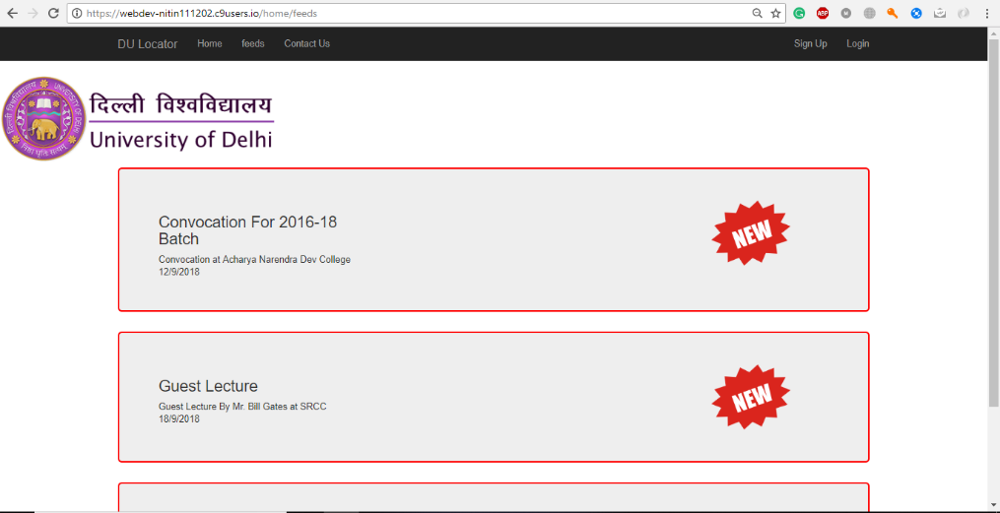 https://webdev-nitin111202.c9users.io/home/feeds
DU Locator Home feeds Contact Us Sign Up Login
दिल्ली विश्वविद्यालय
University of Delhi
Convocation For 2016-18
Batch
Convocation at Acharya Narendra Dev College
12/9/2018
NEW
Guest Lecture
Guest Lecture By Mr. Bill Gates at SRCC
18/9/2018
NEW